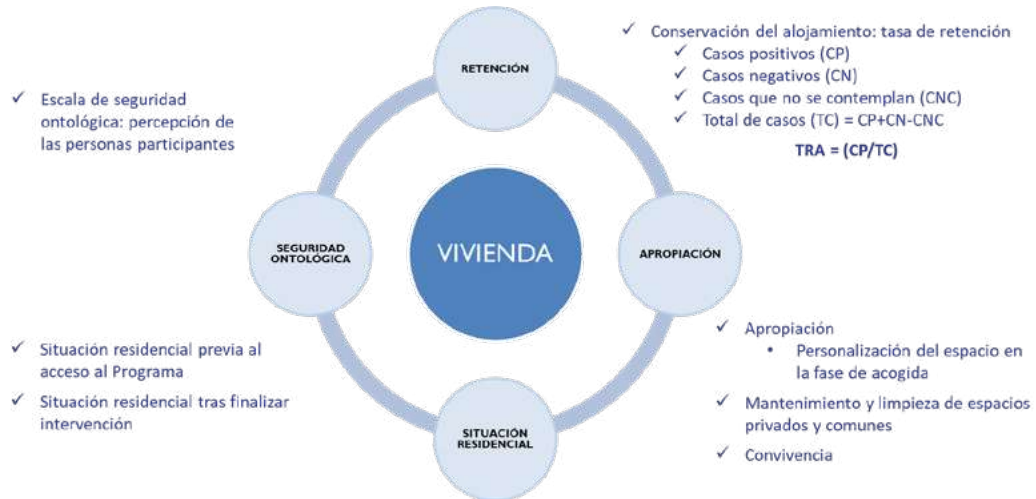 RETENCIÓN
✓ Conservación del alojamiento: tasa de retención
✓ Casos positivos (CP)
✓ Casos negativos (CN)
✓ Casos que no se contemplan (CNC)
✓ Total de casos (TC) = CP+CN-CNC
TRA = (CP/TC)
✓ Escala de seguridad
ontológica: percepción de
las personas participantes
SEGURIDAD
ONTOLÓGICA
VIVIENDA
APROPIACIÓN
✓ Situación residencial previa al
acceso al Programa
✓ Situación residencial tras finalizar
intervención
SITUACIÓN
RESIDENCIAL
✓ Apropiación
• Personalización del espacio en
la fase de acogida
✓ Mantenimiento y limpieza de espacios
privados y comunes
✓ Convivencia